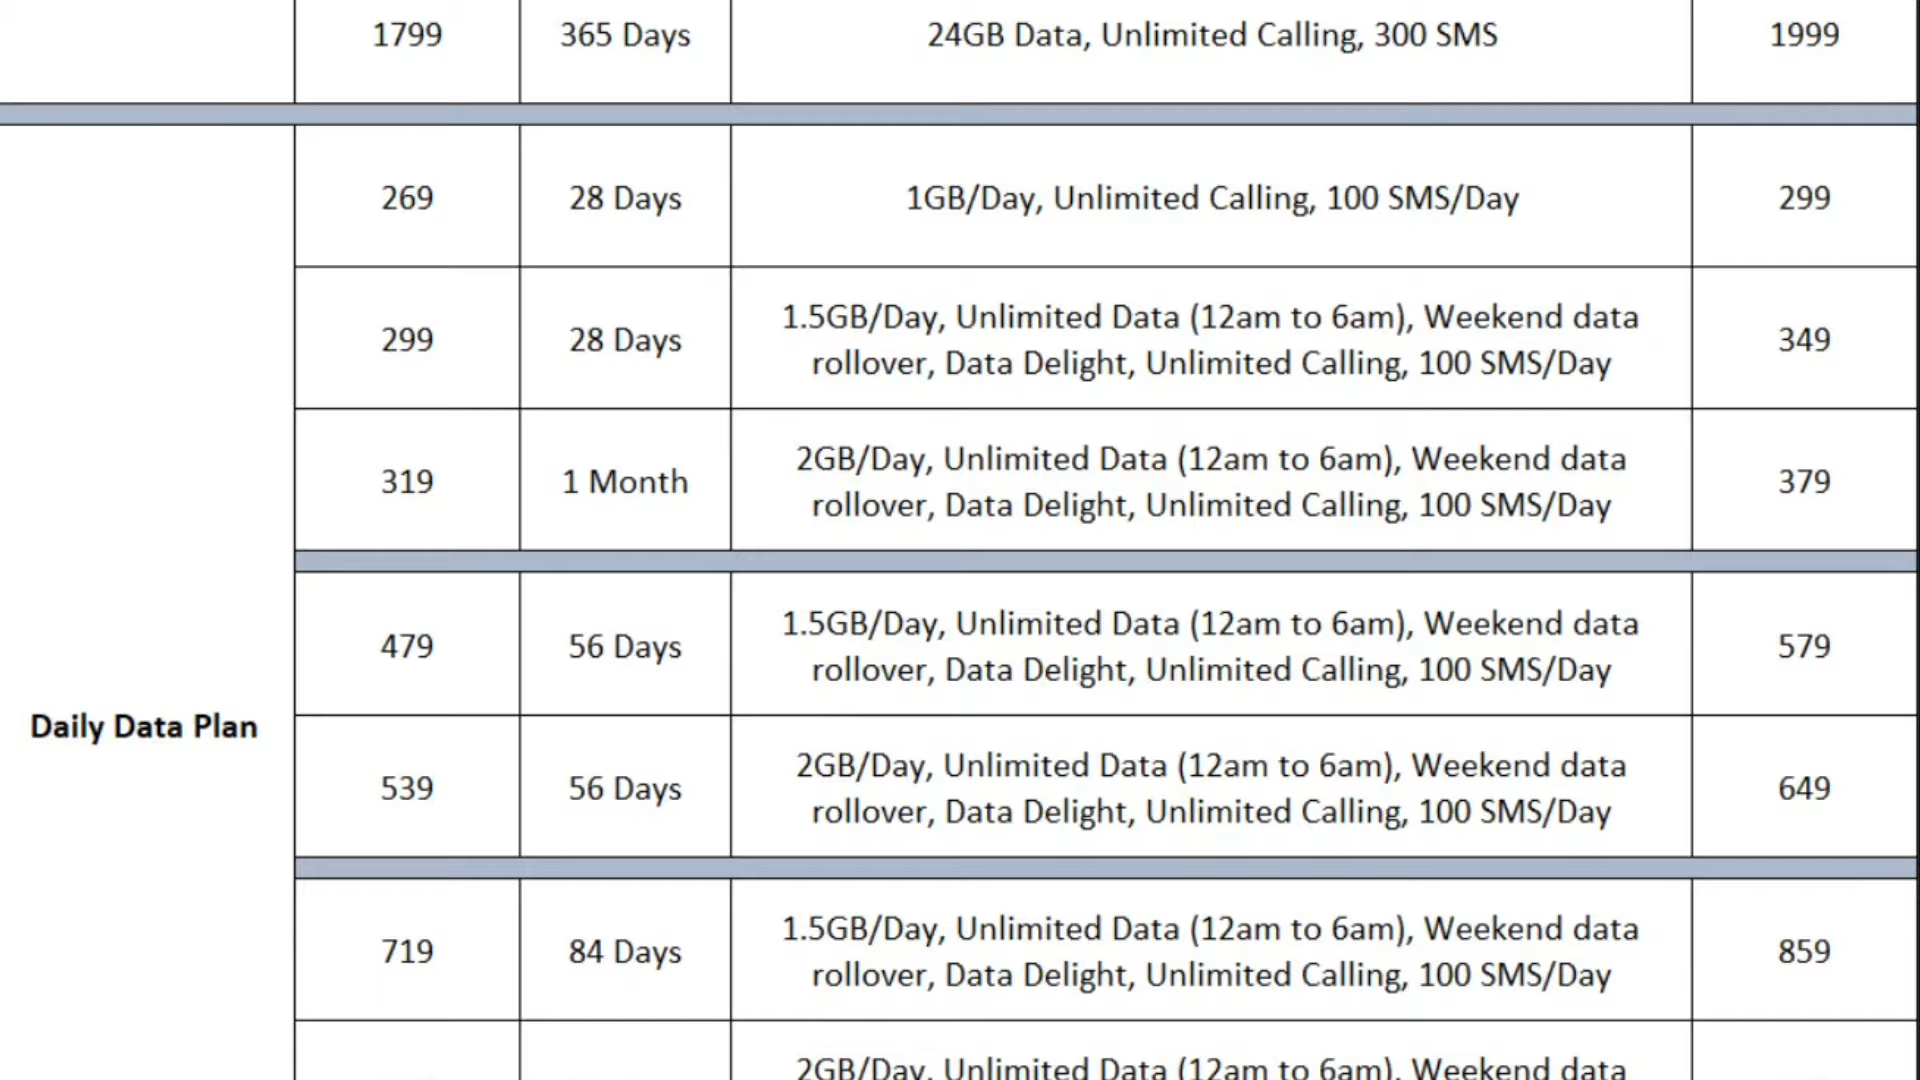 1799 365 Days 24GB Data, Unlimited Calling, 300 SMS 1999
269 28 Days 1GB/Day, Unlimited Calling, 100 SMS/Day 299
299 28 Days 1.5GB/Day, Unlimited Data (12am to 6am), Weekend data
rollover, Data Delight, Unlimited Calling, 100 SMS/Day 349
319 1 Month 2GB/Day, Unlimited Data (12am to 6am), Weekend data
rollover, Data Delight, Unlimited Calling, 100 SMS/Day 379
479 56 Days 1.5GB/Day, Unlimited Data (12am to 6am), Weekend data
rollover, Data Delight, Unlimited Calling, 100 SMS/Day 579
Daily Data Plan
539 56 Days 2GB/Day, Unlimited Data (12am to 6am), Weekend data
rollover, Data Delight, Unlimited Calling, 100 SMS/Day 649
719 84 Days 1.5GB/Day, Unlimited Data (12am to 6am), Weekend data
rollover, Data Delight, Unlimited Calling, 100 SMS/Day 859
2GB/Day, Unlimited Data (12am to 6am), Weekend data